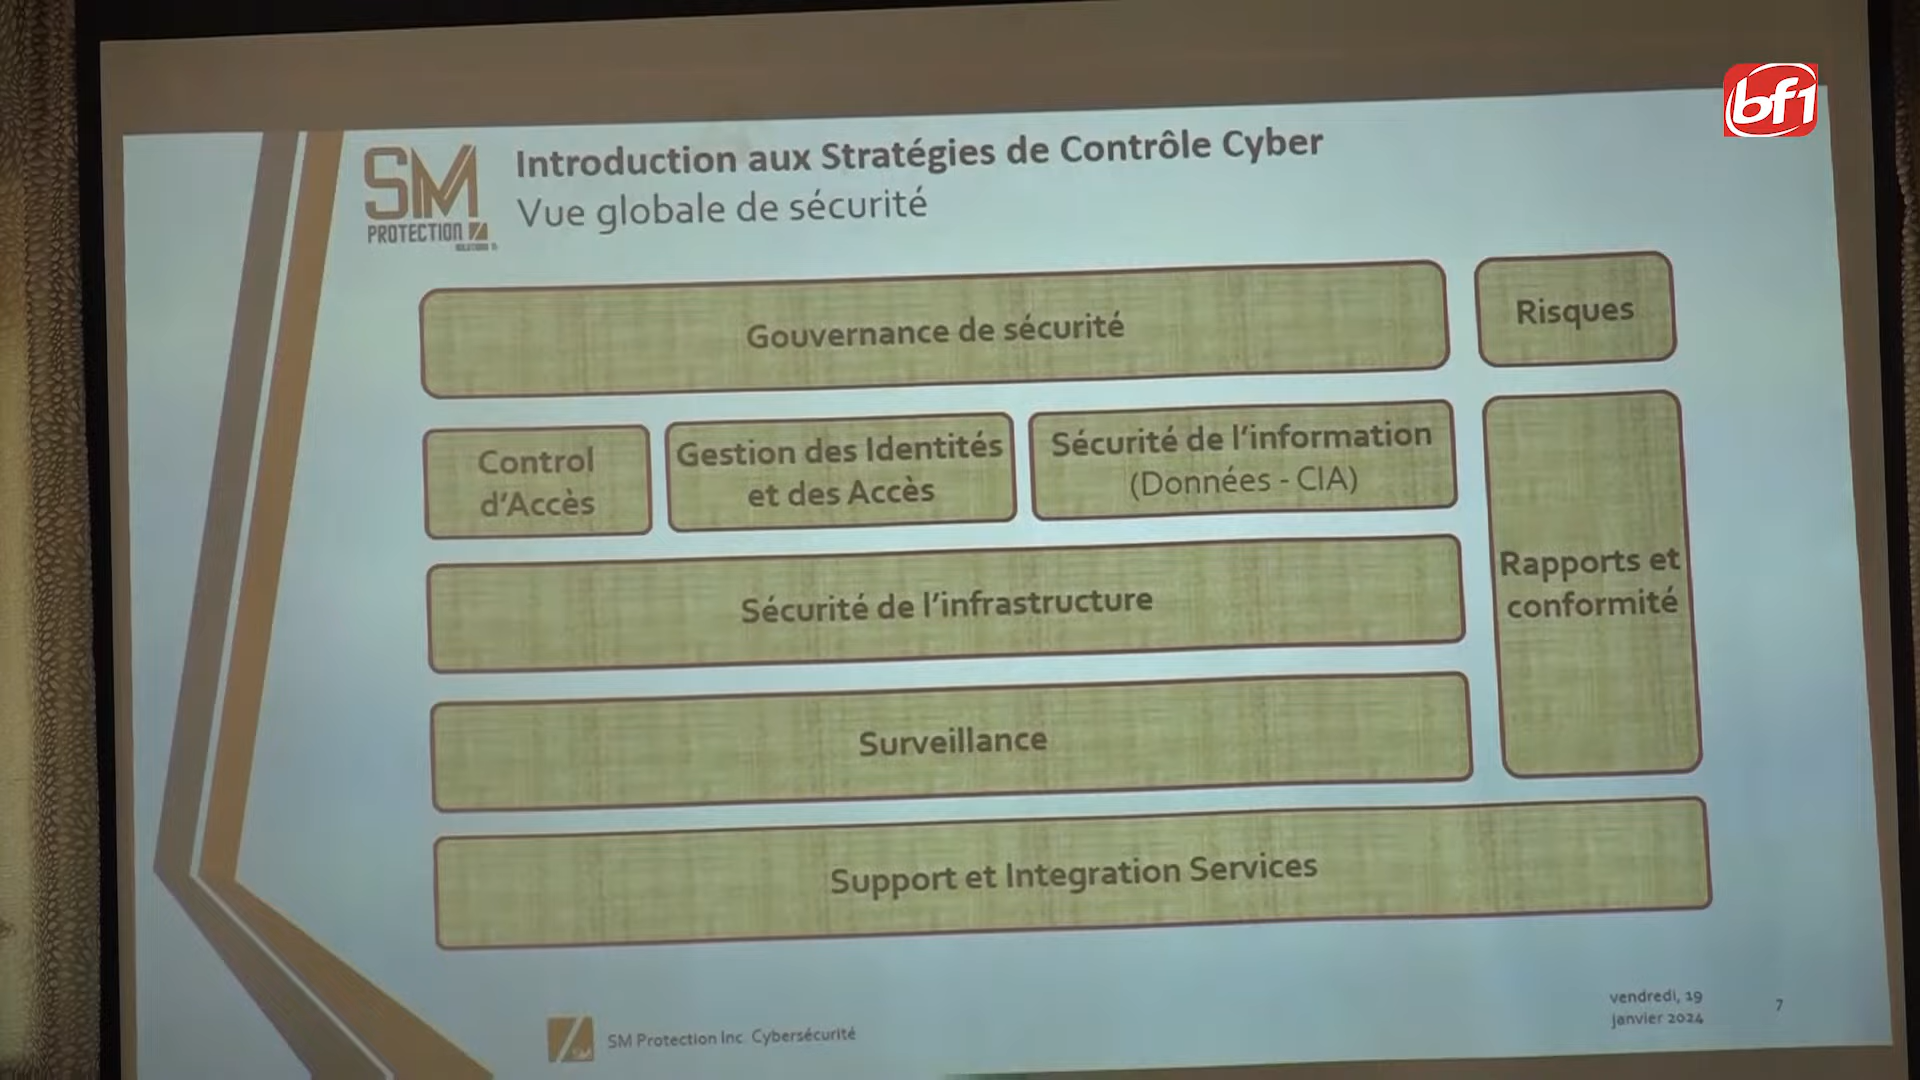 bf1
SM
PROTECTION
Introduction aux Stratégies de Contrôle Cyber
Vue globale de sécurité
Gouvernance de sécurité
Risques
Control
d'Accès
Gestion des Identités
et des Accès
Sécurité de l'information
(Données - CIA)
Rapports et
conformité
Sécurité de l'infrastructure
Surveillance
Support et Integration Services
SM Protection Inc. Cybersécurité
vendredi, 19
janvier 2024
7